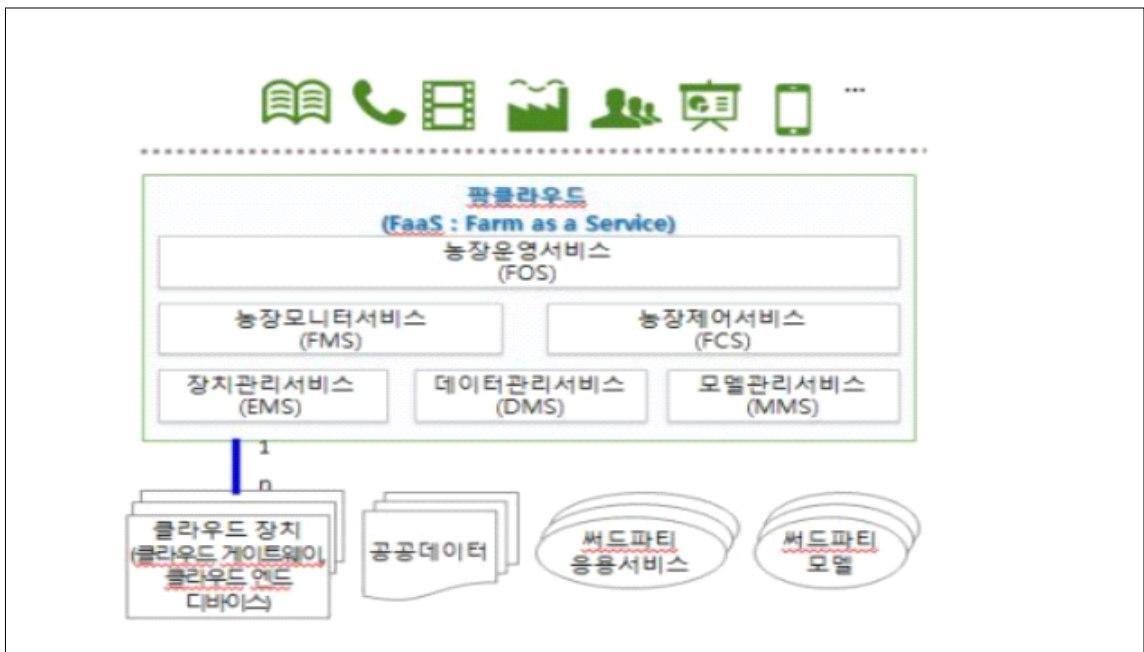 ...
팜클라우드
(FaaS : Farm as a Service)
농장운영서비스
(FOS)
농장모니터서비스
(FMS)
농장제어서비스
(FCS)
장치관리서비스
(EMS)
데이터관리서비스
(DMS)
모델관리서비스
(MMS)
1
n
클라우드 장치
(클라우드 게이트웨이,
클라우드 엔드
디바이스)
공공데이터
써드파티
응용서비스
써드파티
모델